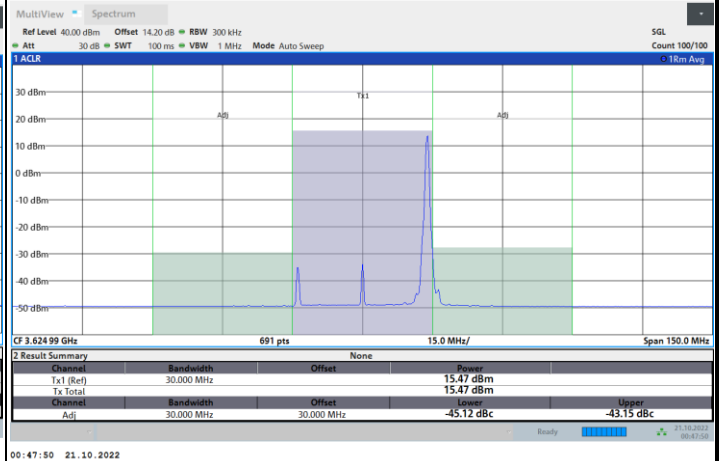 MultiView Spectrum
Ref Level 40.00 dBm Offset 14.20 dB RBW 300 kHz SGL
Att 30 dB SWT 100 ms VBW 1 MHz Mode Auto Sweep Count 100/100
1 ACLR 1Rm Avg
Tx1
Adj Adj
30 dBm
20 dBm
10 dBm
0 dBm
-10 dBm
-20 dBm
-30 dBm
-40 dBm
-50 dBm
CF 3.624 99 GHz 691 pts 15.0 MHz/ Span 150.0 MHz
2 Result Summary None
Channel Bandwidth Offset Power
Tx1 (Ref) 30.000 MHz 15.47 dBm
Tx Total 15.47 dBm
Channel Bandwidth Offset Lower Upper
Adj 30.000 MHz 30.000 MHz -45.12 dBc -43.15 dBc
Ready 21.10.2022
00:47:50
00:47:50 21.10.2022